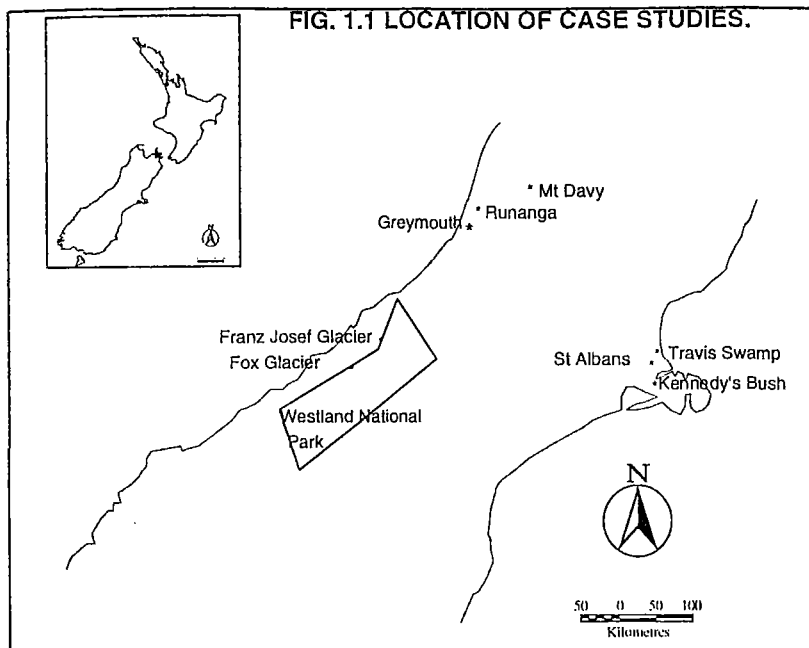 FIG. 1.1 LOCATION OF CASE STUDIES.
N
Mt Davy
Runanga
Greymouth
Franz Josef Glacier
Fox Glacier
Westland National
Park
St Albans
Travis Swamp
Kennedy's Bush
N
50 0 50 100
Kilometres